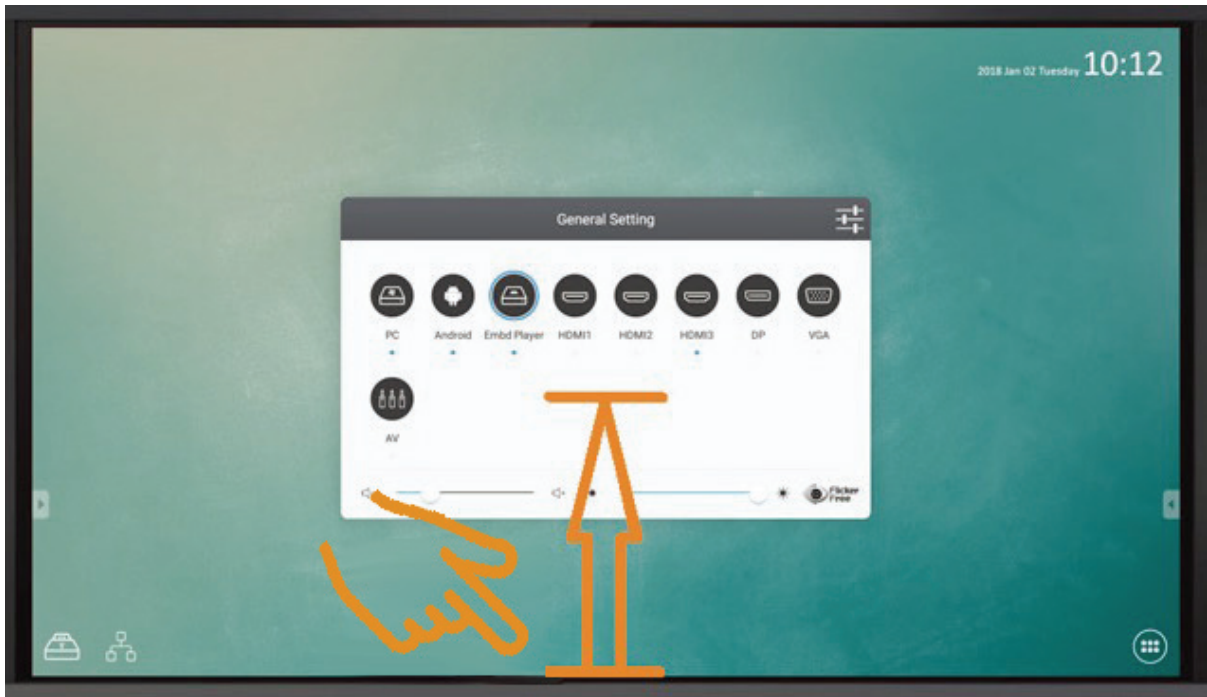 2018 Jan 02 Tuesday 10:12
General Setting
PC Android Embd Player HDMI1 HDMI2 HDMI3 DP VGA
AV
Flicker
Free